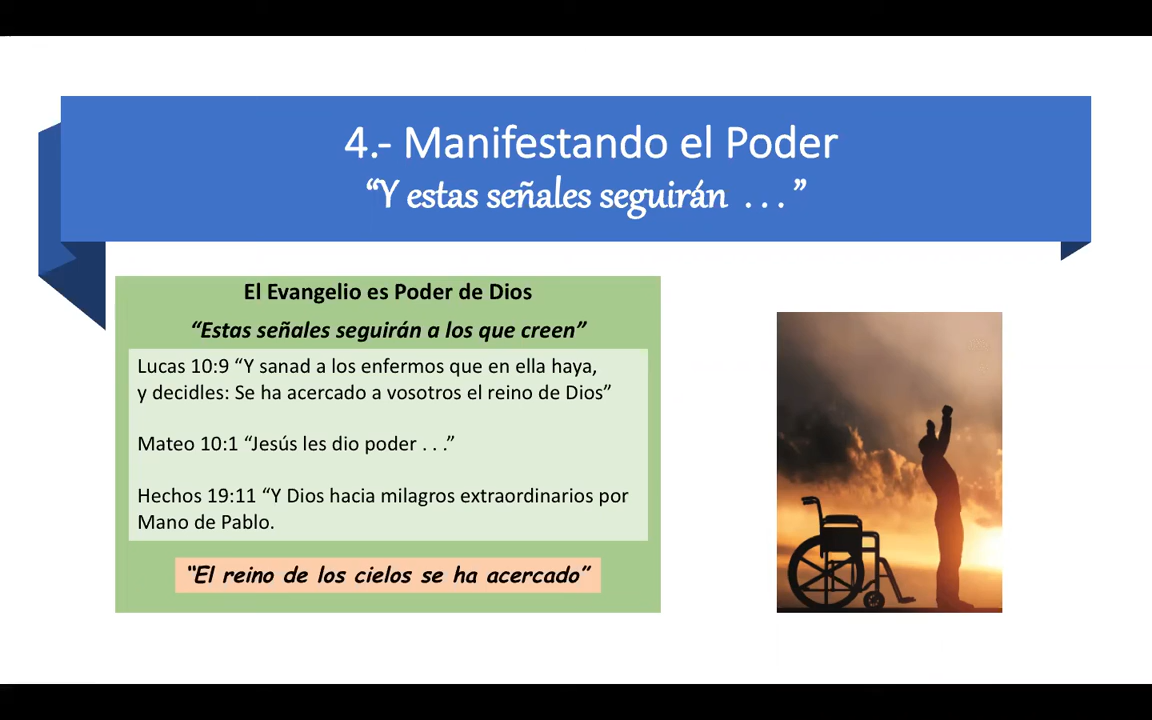 4.- Manifestando el Poder
“Y estas señales seguirán . . .”
El Evangelio es Poder de Dios
“Estas señales seguirán a los que creen”
Lucas 10:9 “Y sanad a los enfermos que en ella haya,
y decidles: Se ha acercado a vosotros el reino de Dios”
Mateo 10:1 “Jesús les dio poder . . .”
Hechos 19:11 “Y Dios hacia milagros extraordinarios por
Mano de Pablo.
“El reino de los cielos se ha acercado”